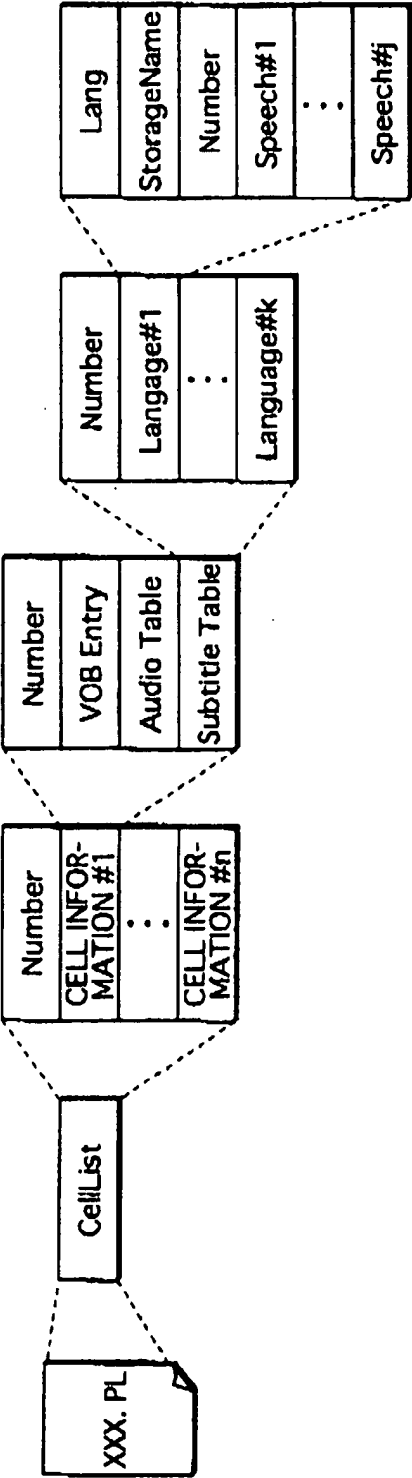 XXX. PL
CellList
Number
CELL INFOR-
MATION #1
...
CELL INFOR-
MATION #n
Number
VOB Entry
Audio Table
Subtitle Table
Number
Langage#1
...
Language#k
Lang
StorageName
Number
Speech#1
...
Speech#j